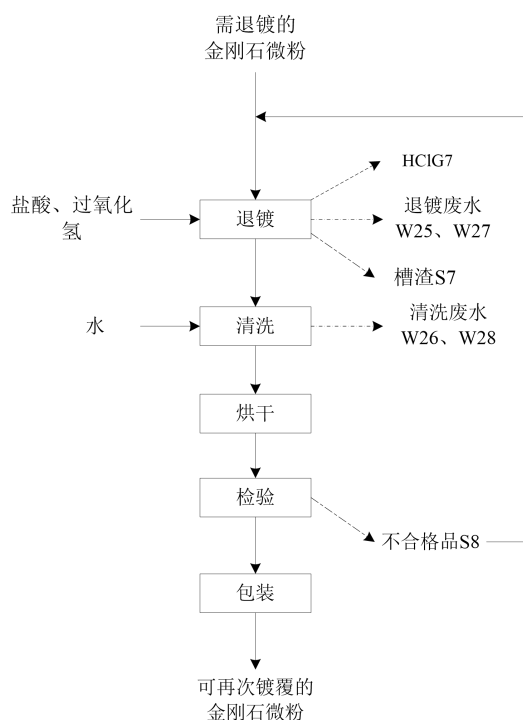 需退镀的
金刚石微粉
HClG7
盐酸、过氧化
氢
退镀
退镀废水
W25、W27
槽渣S7
水
清洗
清洗废水
W26、W28
烘干
检验
不合格品S8
包装
可再次镀覆的
金刚石微粉